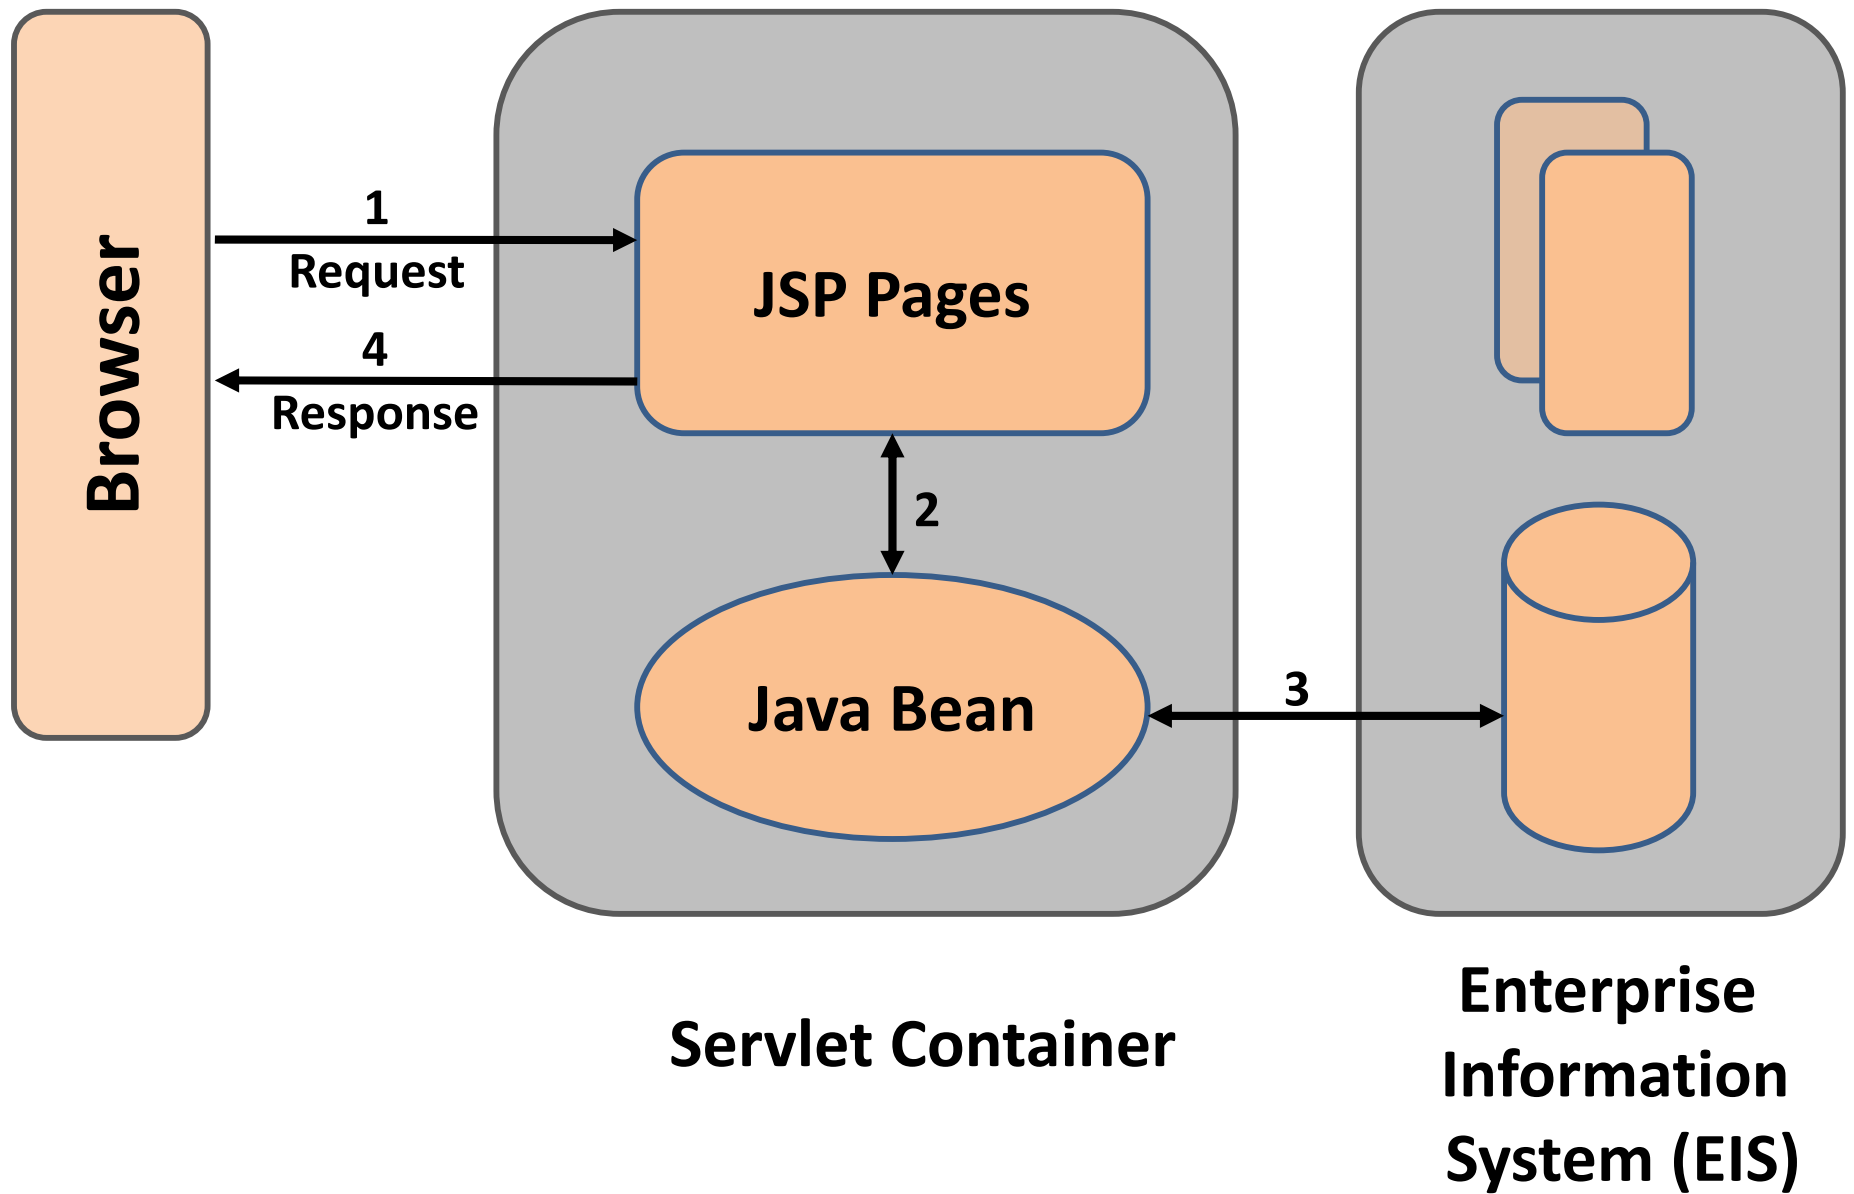 Browser
1
Request
4
Response
JSP Pages
2
Java Bean
3
Servlet Container
Enterprise
Information
System (EIS)